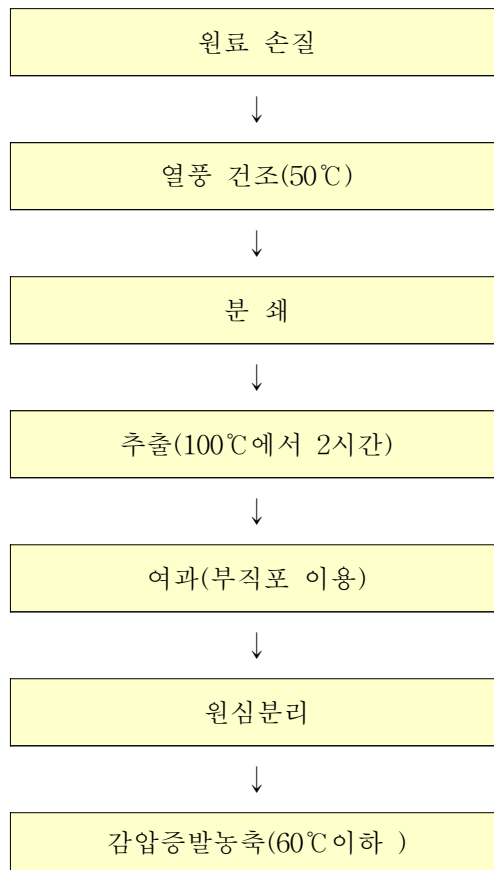 원료 손질
↓
열풍 건조(50℃)
↓
분 쇄
↓
추출(100℃에서 2시간)
↓
여과(부직포 이용)
↓
원심분리
↓
감압증발농축(60℃이하 )